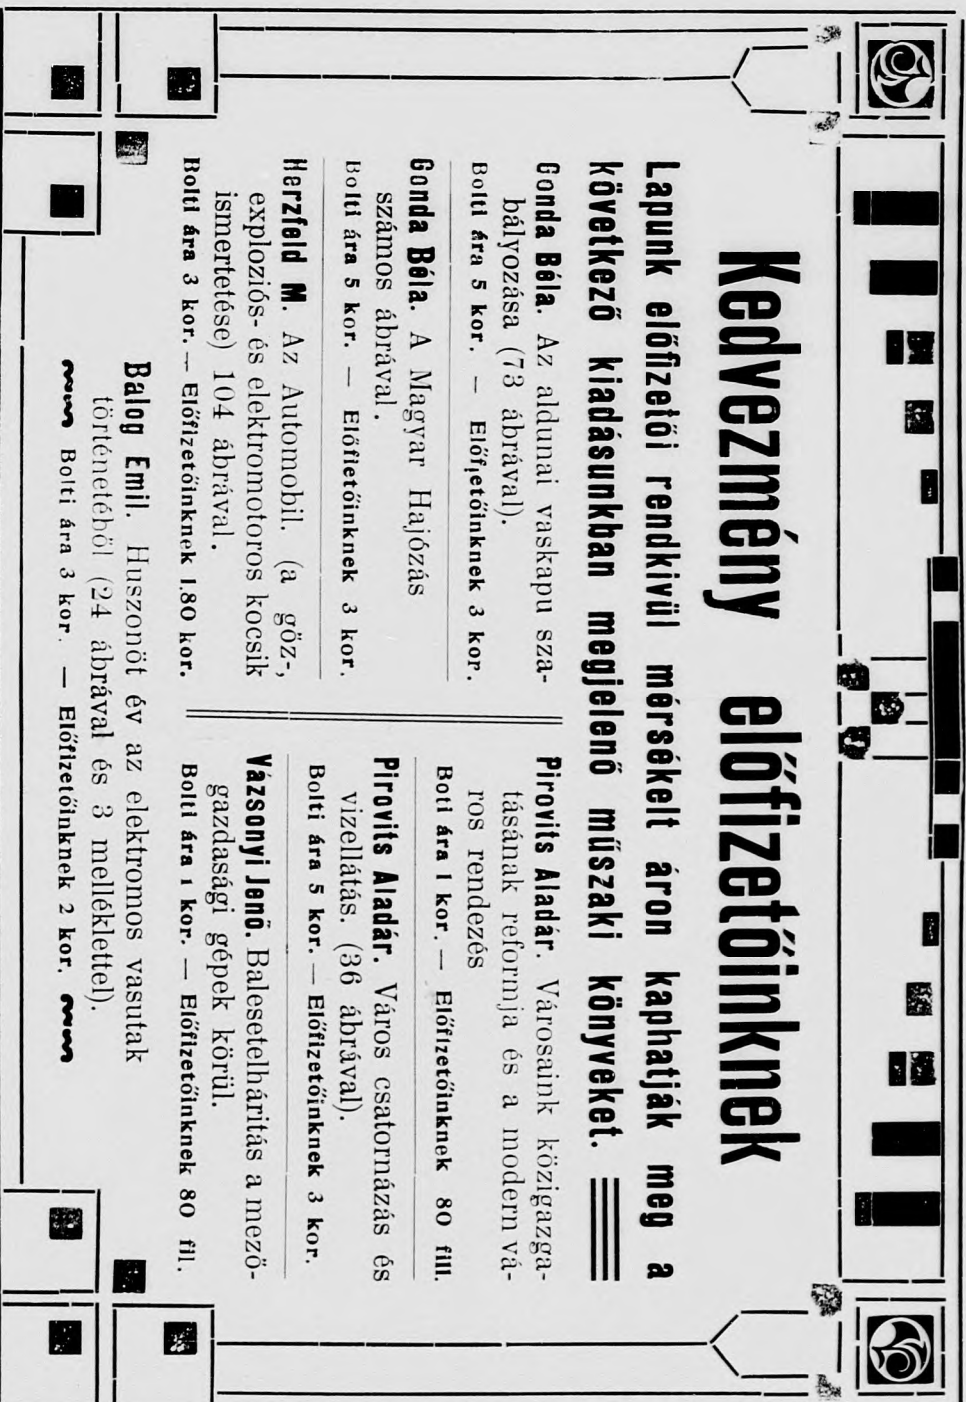 Kedvezmény előfizetőinknek
Lapunk előfizetői rendkivül mérsékelt áron kaphatják meg a
következő kiadásunkban megjelenő műszaki könyveket.
Gonda Béla. Az aldunai vaskapu sza-
bályozása (73 ábrával).
Bolti ára 5 kor. — Előfietőinknek 3 kor.
Gonda Béla. A Magyar Hajózás
számos ábrával.
Bolti ára 5 kor. — Előfietőinknek 3 kor.
Herzfeld M. Az Automobil. (a gőz-,
exploziós- és elektromotoros kocsik
ismertetése) 104 ábrával.
Bolti ára 3 kor. — Előfizetőinknek 1.80 kor.
Pirovits Aladár. Városaink közigazga-
tásának reformja és a modern vá-
ros rendezés
Boti ára 1 kor. — Előfizetőinknek 80 fill.
Pirovits Aladár. Város csatornázás és
vizellátás. (36 ábrával).
Bolti ára 5 kor. — Előfizetőinknek 3 kor.
Vázsonyi Jenő. Balesetelháritás a mező-
gazdasági gépek körül.
Bolti ára 1 kor. — Előfizetőinknek 80 fil.
Balog Emil. Huszonöt év az elektromos vasutak
történetéből (24 ábrával és 3 melléklettel).
Bolti ára 3 kor. — Előfizetőinknek 2 kor.